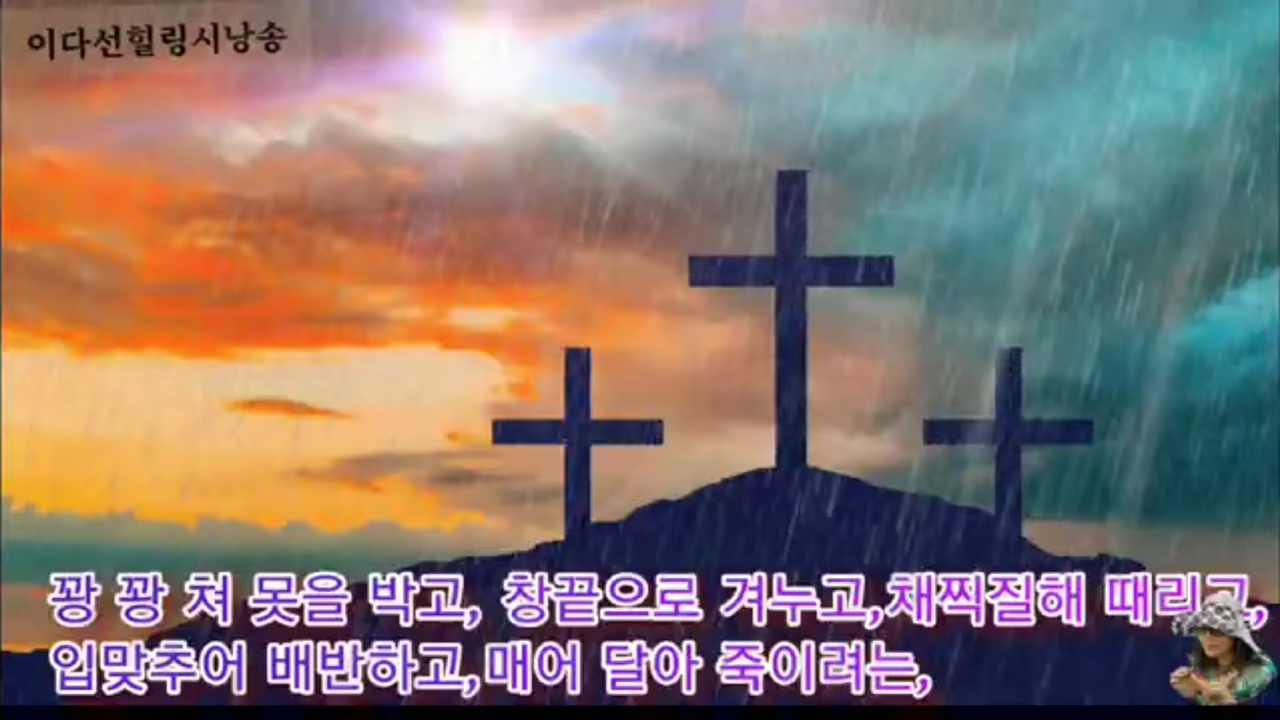 이다선힐링시낭송
꽝 꽝 쳐 못을 박고, 창끝으로 겨누고,채찍질해 때리고,
입맞추어 배반하고,매어 달아 죽이려는,